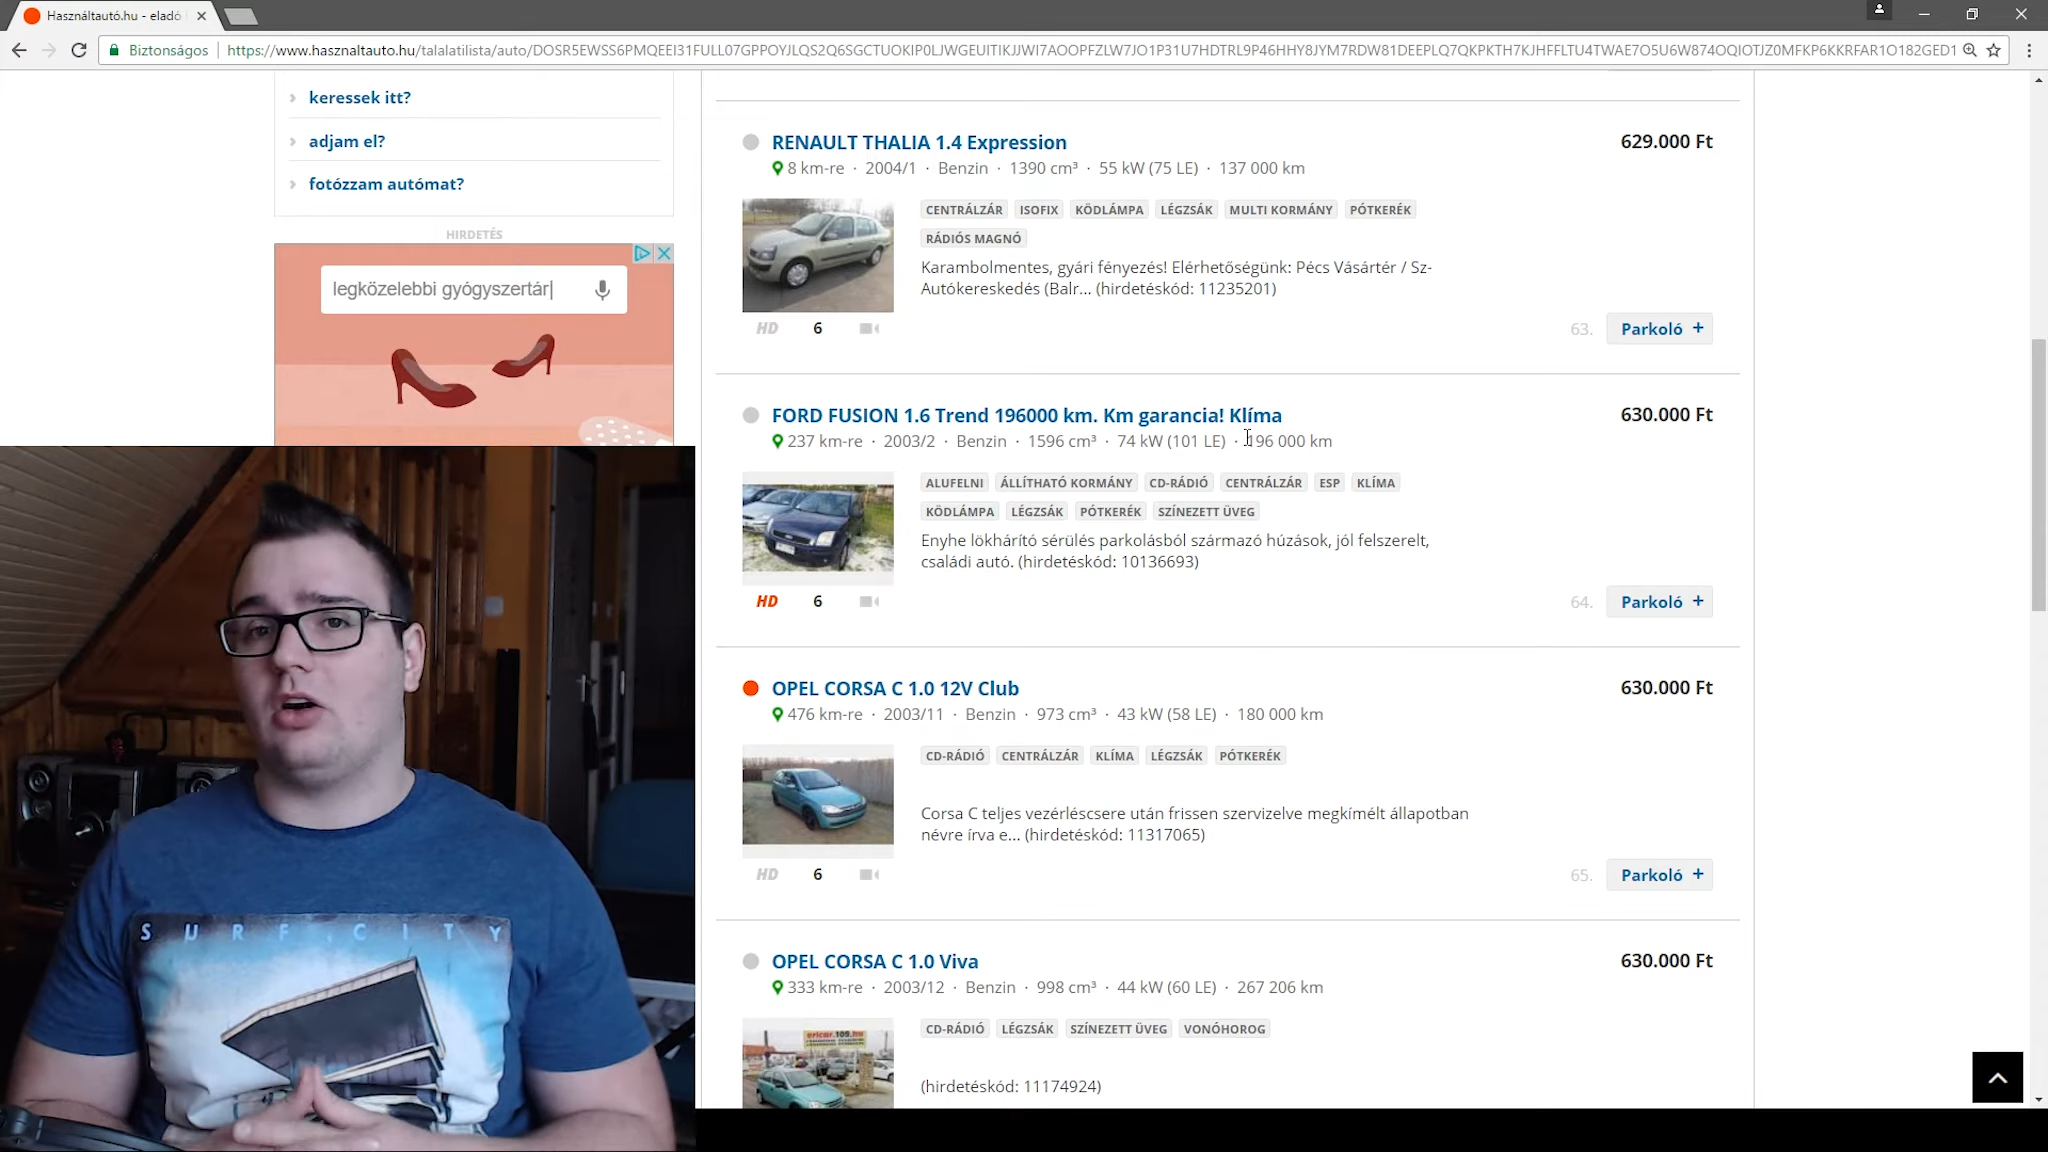 Használtautó.hu - eladó
Biztonságos
https://www.hasznaltauto.hu/talalatilista/auto/DOSR5EWSS6PMQEEI31FULL07GPPOYJLQS2Q6SGCTUOKIP0LJWGEUITIKJJWI7AOOPFZLW7JO1P31U7HDTRL9P46HHY8JYM7RDW81DEEPLQ7QKPKTH7KJHFFLTU4TWAE7O5U6W874OQIOTJZ0MFKP6KKRFAR1O182GED1
keressek itt?
adjam el?
fotózzam autómat?
HIRDETÉS
legközelebbi gyógyszertár
RENAULT THALIA 1.4 Expression
629.000 Ft
8 km-re · 2004/1 · Benzin · 1390 cm³ · 55 kW (75 LE) · 137 000 km
CENTRÁLZÁR ISOFIX KÖDLÁMPA LÉGZSÁK MULTI KORMÁNY PÓTKERÉK
RÁDIÓS MAGNÓ
Karambolmentes, gyári fényezés! Elérhetőségünk: Pécs Vásártér / Sz-
Autókereskedés (Balr... (hirdetéskód: 11235201)
HD 6
63. Parkoló +
FORD FUSION 1.6 Trend 196000 km. Km garancia! Klíma
630.000 Ft
237 km-re · 2003/2 · Benzin · 1596 cm³ · 74 kW (101 LE) · 196 000 km
ALUFELNI ÁLLÍTHATÓ KORMÁNY CD-RÁDIÓ CENTRÁLZÁR ESP KLÍMA
KÖDLÁMPA LÉGZSÁK PÓTKERÉK SZÍNEZETT ÜVEG
Enyhe lökhárító sérülés parkolásból származó húzások, jól felszerelt,
családi autó. (hirdetéskód: 10136693)
HD 6
64. Parkoló +
OPEL CORSA C 1.0 12V Club
630.000 Ft
476 km-re · 2003/11 · Benzin · 973 cm³ · 43 kW (58 LE) · 180 000 km
CD-RÁDIÓ CENTRÁLZÁR KLÍMA LÉGZSÁK PÓTKERÉK
Corsa C teljes vezérléscsere után frissen szervizelve megkímélt állapotban
névre írva e... (hirdetéskód: 11317065)
HD 6
65. Parkoló +
OPEL CORSA C 1.0 Viva
630.000 Ft
333 km-re · 2003/12 · Benzin · 998 cm³ · 44 kW (60 LE) · 267 206 km
CD-RÁDIÓ LÉGZSÁK SZÍNEZETT ÜVEG VONÓHOROG
(hirdetéskód: 11174924)
SURF CITY